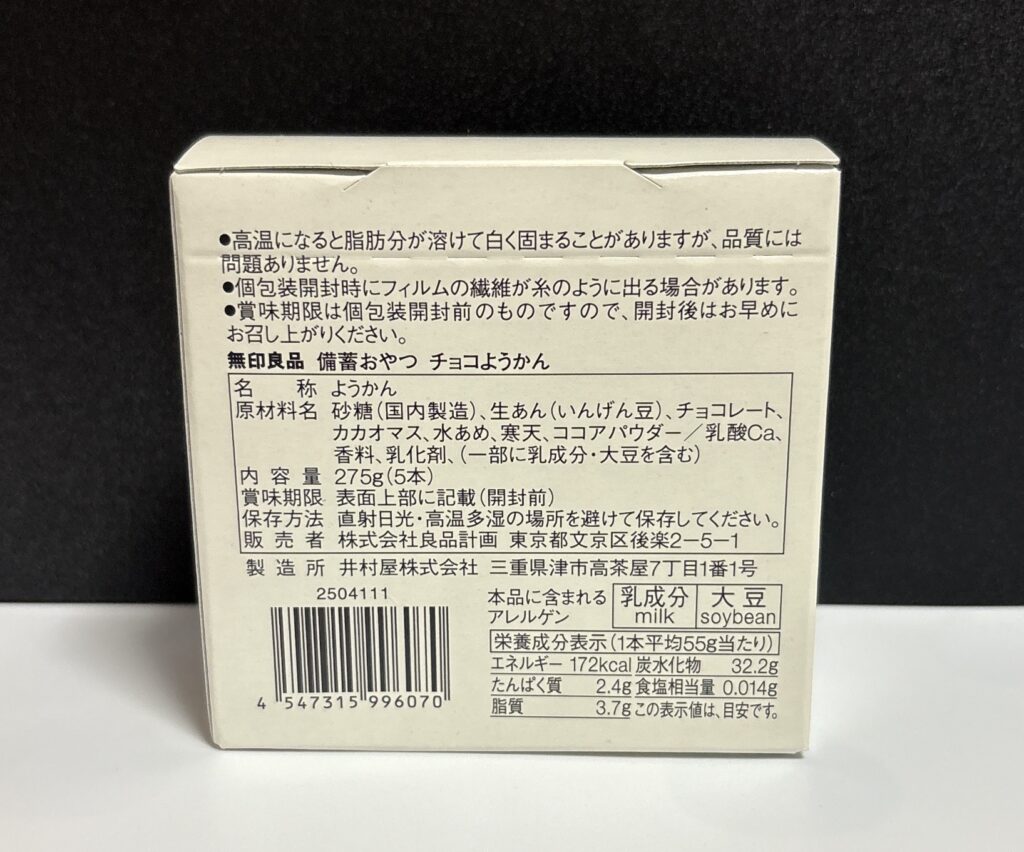 ●高温になると脂肪分が溶けて白く固まることがありますが、品質には
問題ありません。
●個包装開封時にフィルムの繊維が糸のように出る場合があります。
●賞味期限は個包装開封前のものですので、開封後はお早めに
お召し上がりください。
無印良品 備蓄おやつ チョコようかん
名称 ようかん
原材料名 砂糖(国内製造)、生あん(いんげん豆)、チョコレート、
カカオマス、水あめ、寒天、ココアパウダー／乳酸Ca、
香料、乳化剤、(一部に乳成分・大豆を含む)
内容量 275g(5本)
賞味期限 表面上部に記載(開封前)
保存方法 直射日光・高温多湿の場所を避けて保存してください。
販売者 株式会社良品計画 東京都文京区後楽2-5-1
製造所 井村屋株式会社 三重県津市高茶屋7丁目1番1号
2504111
4 547315 996070
本品に含まれる
アレルゲン
乳成分
milk
大豆
soybean
栄養成分表示(1本平均55g当たり)
エネルギー 172kcal 炭水化物 32.2g
たんぱく質 2.4g 食塩相当量 0.014g
脂質 3.7g この表示値は、目安です。